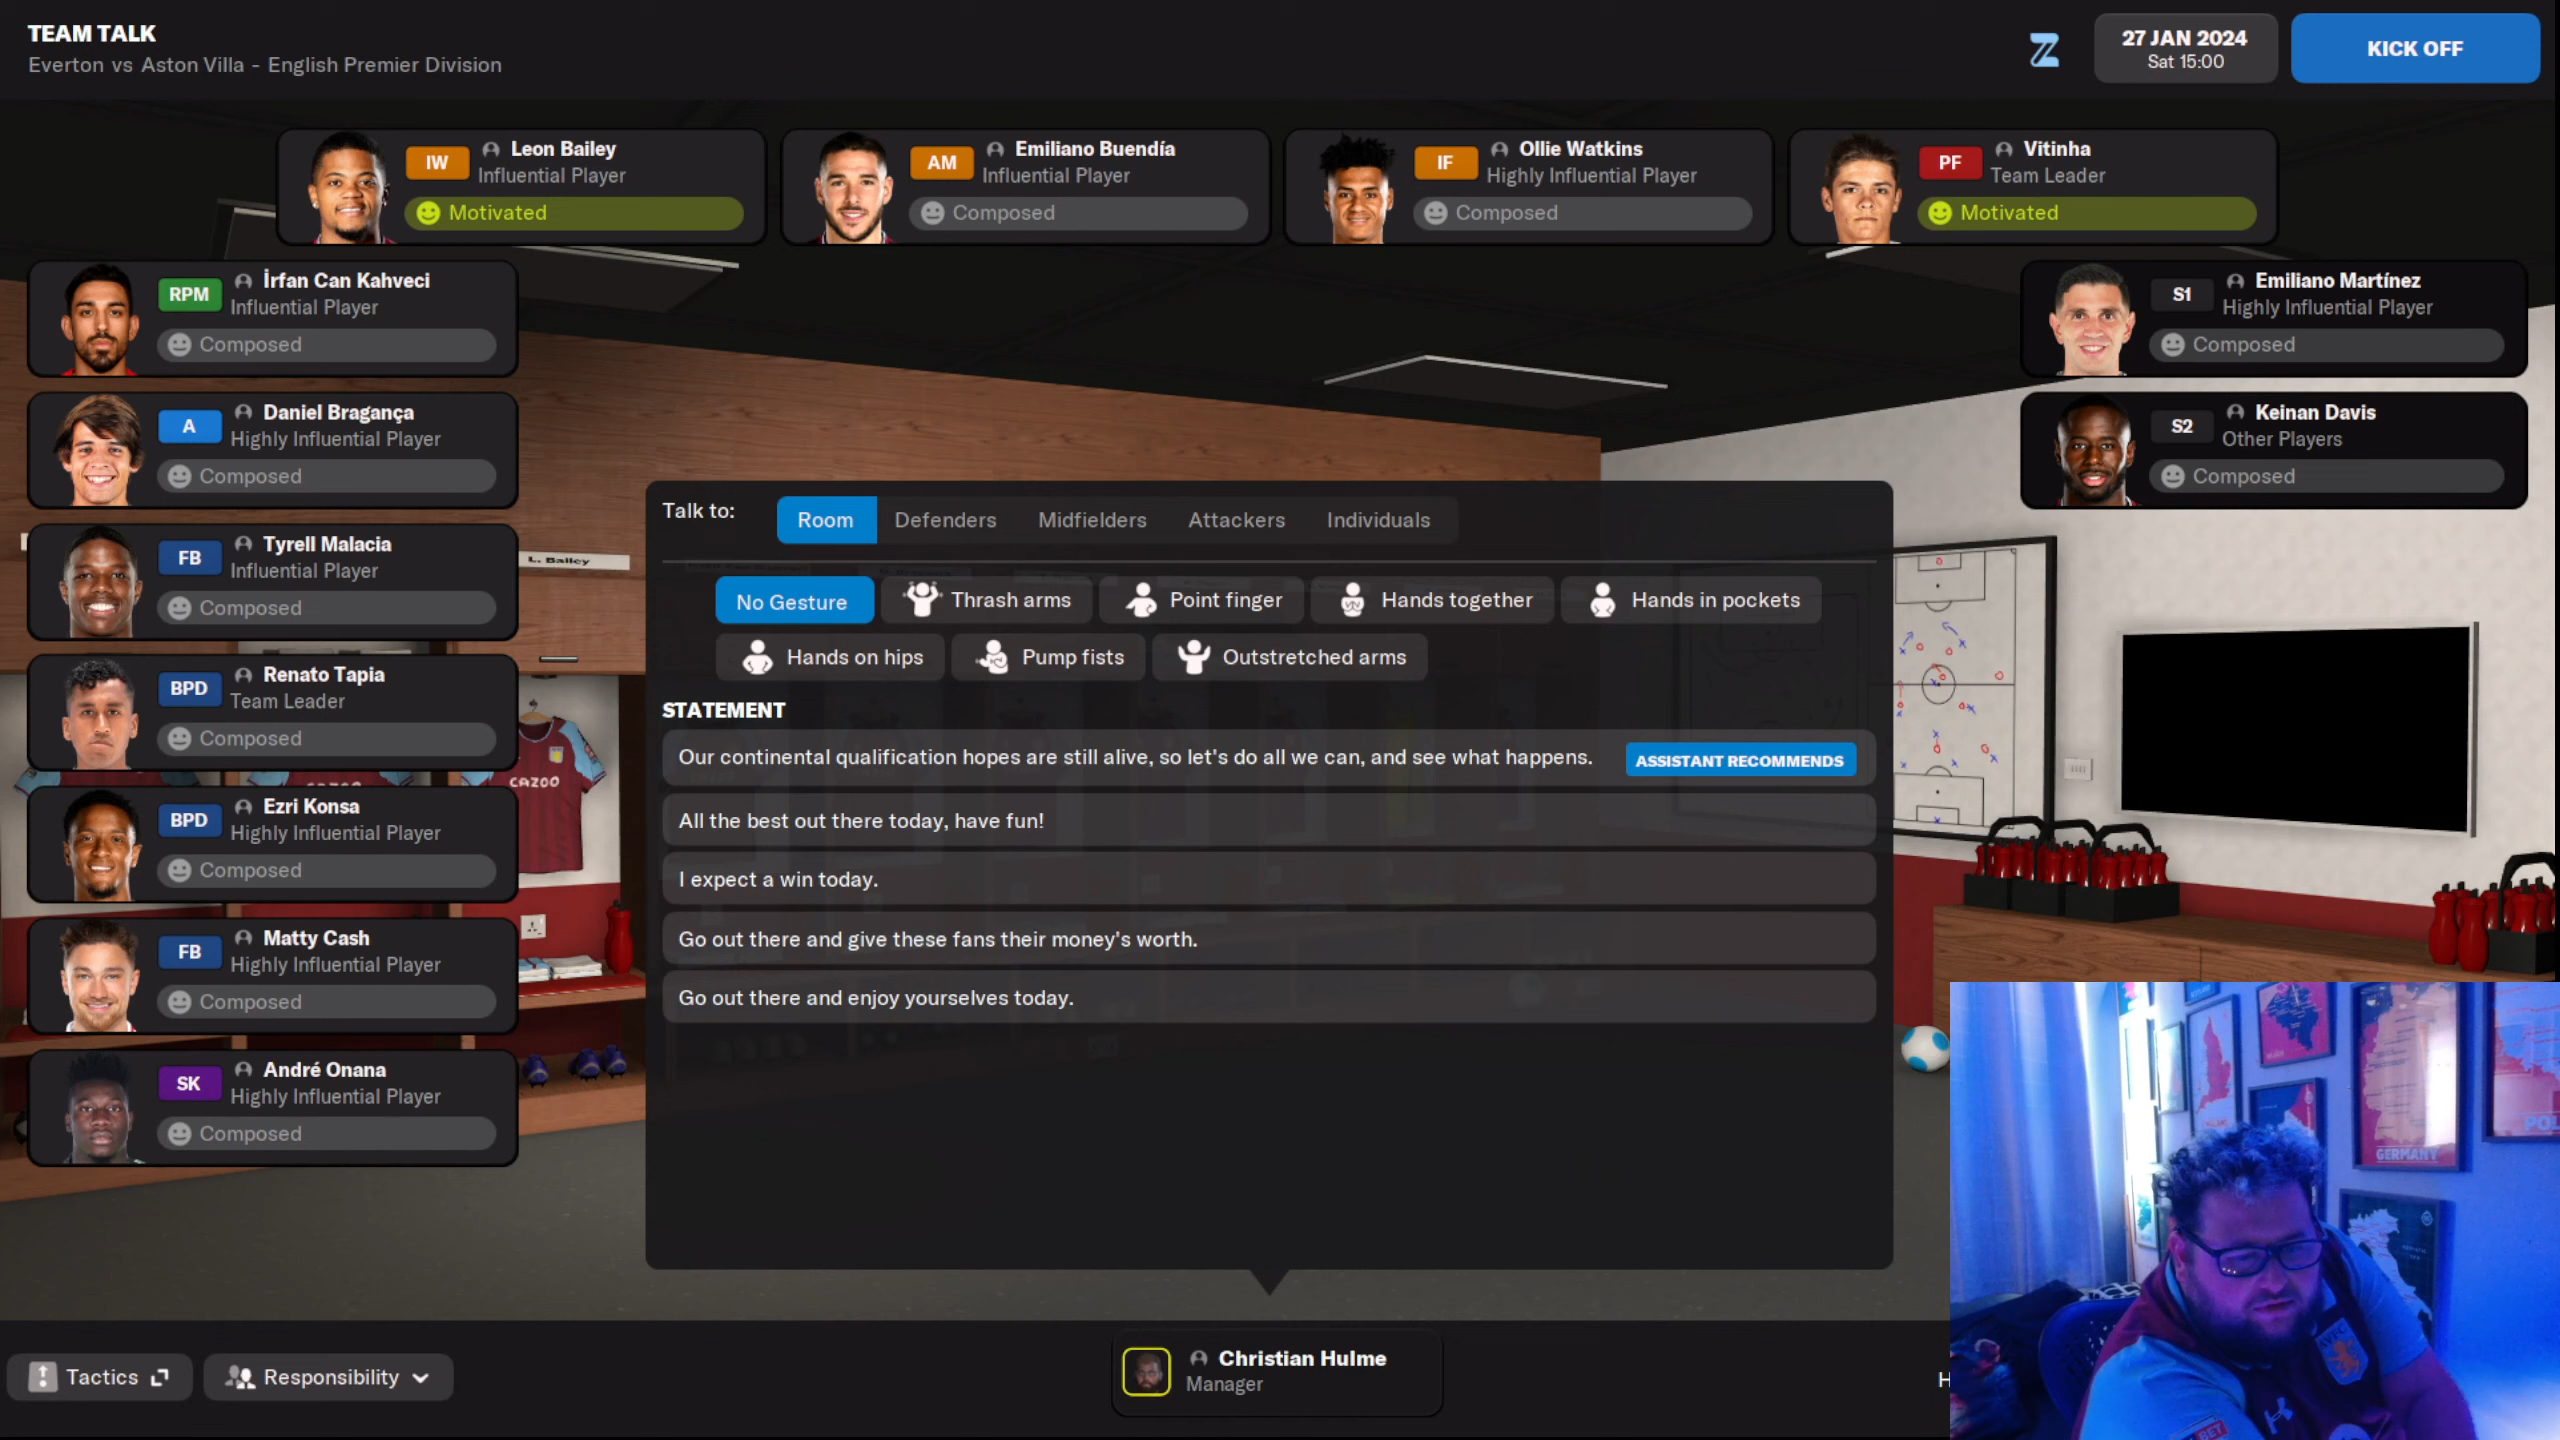 TEAM TALK
Everton vs Aston Villa - English Premier Division
27 JAN 2024
Sat 15:00
KICK OFF
IW
Leon Bailey
Influential Player
Motivated
AM
Emiliano Buendía
Influential Player
Composed
IF
Ollie Watkins
Highly Influential Player
Composed
PF
Vitinha
Team Leader
Motivated
RPM
İrfan Can Kahveci
Influential Player
Composed
A
Daniel Bragança
Highly Influential Player
Composed
FB
Tyrell Malacia
Influential Player
Composed
BPD
Renato Tapia
Team Leader
Composed
BPD
Ezri Konsa
Highly Influential Player
Composed
FB
Matty Cash
Highly Influential Player
Composed
SK
André Onana
Highly Influential Player
Composed
S1
Emiliano Martínez
Highly Influential Player
Composed
S2
Keinan Davis
Other Players
Composed
L. Bailey
CAZOO
Talk to:
Room
Defenders
Midfielders
Attackers
Individuals
No Gesture
Thrash arms
Point finger
Hands together
Hands in pockets
Hands on hips
Pump fists
Outstretched arms
STATEMENT
Our continental qualification hopes are still alive, so let's do all we can, and see what happens.
ASSISTANT RECOMMENDS
All the best out there today, have fun!
I expect a win today.
Go out there and give these fans their money's worth.
Go out there and enjoy yourselves today.
Tactics
Responsibility
Christian Hulme
Manager
H
GERMANY
POL
AVFC
BET